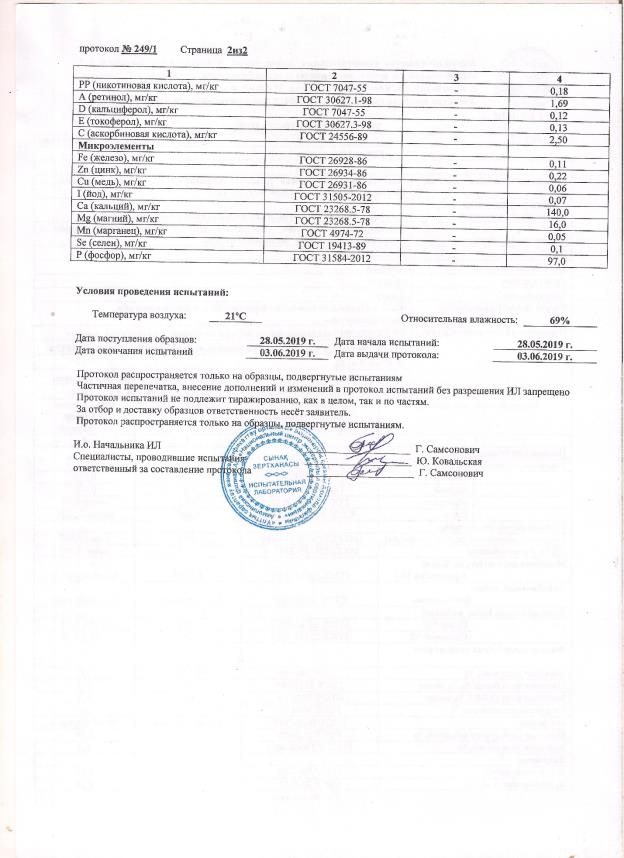 протокол № 249/1 Страница 2из2
1 2 3 4
РР (никотиновая кислота), мг/кг ГОСТ 7047-55 - 0,18
А (ретинол), мг/кг ГОСТ 30627.1-98 - 1,69
D (кальциферол), мг/кг ГОСТ 7047-55 - 0,12
Е (токоферол), мг/кг ГОСТ 30627.3-98 - 0,13
С (аскорбиновая кислота), мг/кг ГОСТ 24556-89 - 2,50
Микроэлементы
Fe (железо), мг/кг ГОСТ 26928-86 - 0,11
Zn (цинк), мг/кг ГОСТ 26934-86 - 0,22
Cu (медь), мг/кг ГОСТ 26931-86 - 0,06
I (йод), мг/кг ГОСТ 31505-2012 - 0,07
Ca (кальций), мг/кг ГОСТ 23268.5-78 - 140,0
Mg (магний), мг/кг ГОСТ 23268.5-78 - 16,0
Mn (марганец), мг/кг ГОСТ 4974-72 - 0,05
Se (селен), мг/кг ГОСТ 19413-89 - 0,1
P (фосфор), мг/кг ГОСТ 31584-2012 - 97,0
Условия проведения испытаний:
Температура воздуха: 21°С Относительная влажность: 69%
Дата поступления образцов: 28.05.2019 г. Дата начала испытаний: 28.05.2019 г.
Дата окончания испытаний 03.06.2019 г. Дата выдачи протокола: 03.06.2019 г.
Протокол распространяется только на образцы, подвергнутые испытаниям
Частичная перепечатка, внесение дополнений и изменений в протокол испытаний без разрешения ИЛ запрещено
Протокол испытаний не подлежит тиражированию, как в целом, так и по частям.
За отбор и доставку образцов ответственность несёт заявитель.
Протокол распространяется только на образцы, подвергнутые испытаниям.
И.о. Начальника ИЛ Г. Самсонович
Специалисты, проводившие испытания Ю. Ковальская
ответственный за составление протокола Г. Самсонович
СЫНАҚ
ЗЕРТХАНАСЫ
ИСПЫТАТЕЛЬНАЯ
ЛАБОРАТОРИЯ